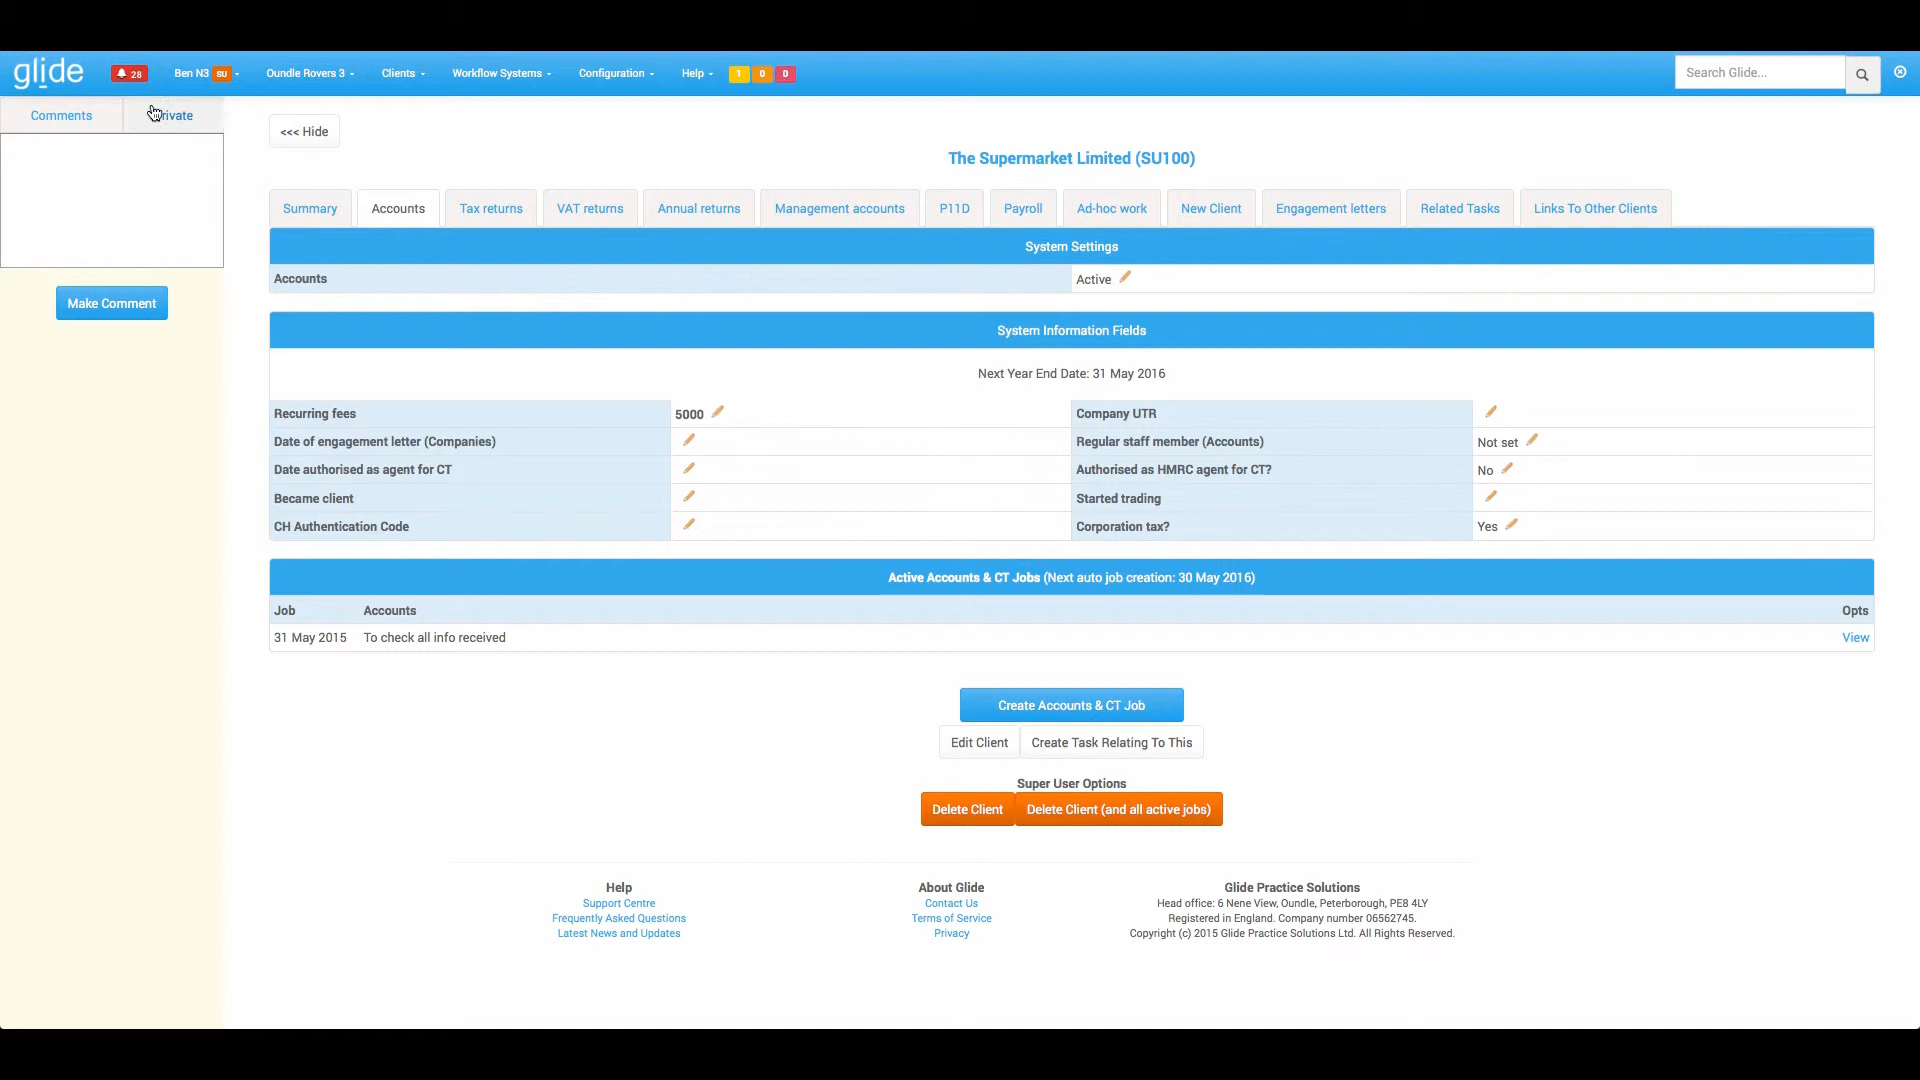 glide 28 Ben N3 SU Oundle Rovers 3 Clients Workflow Systems Configuration Help 1 0 0 Search Glide...
Comments
<<< Hide
The Supermarket Limited (SU100)
Summary Accounts Tax returns VAT returns Annual returns Management accounts P11D Payroll Ad-hoc work New Client Engagement letters Related Tasks Links To Other Clients
System Settings
Accounts Active
Make Comment
System Information Fields
Next Year End Date: 31 May 2016
Recurring fees 5000 Company UTR
Date of engagement letter (Companies) Regular staff member (Accounts) Not set
Date authorised as agent for CT Authorised as HMRC agent for CT? No
Became client Started trading
CH Authentication Code Corporation tax? Yes
Active Accounts & CT Jobs (Next auto job creation: 30 May 2016)
Job Accounts Opts
31 May 2015 To check all info received View
Create Accounts & CT Job
Edit Client Create Task Relating To This
Super User Options
Delete Client Delete Client (and all active jobs)
Help About Glide Glide Practice Solutions
Support Centre Contact Us Head office: 6 Nene View, Oundle, Peterborough, PE8 4LY
Frequently Asked Questions Terms of Service Registered in England. Company number 06562745.
Latest News and Updates Privacy Copyright (c) 2015 Glide Practice Solutions Ltd. All Rights Reserved.